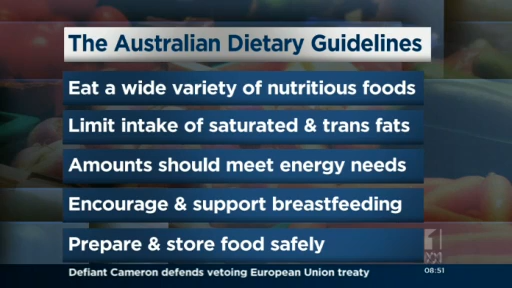 The Australian Dietary Guidelines
Eat a wide variety of nutritious foods
Limit intake of saturated & trans fats
Amounts should meet energy needs
Encourage & support breastfeeding
Prepare & store food safely
1
Defiant Cameron defends vetoing European Union treaty
08:51